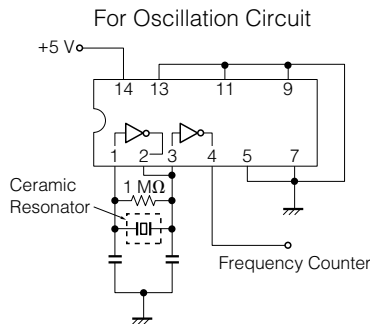 For Oscillation Circuit
+5 V
14 13 11 9
1 2 3 4 5 7
Ceramic
Resonator
1 MΩ
Frequency Counter